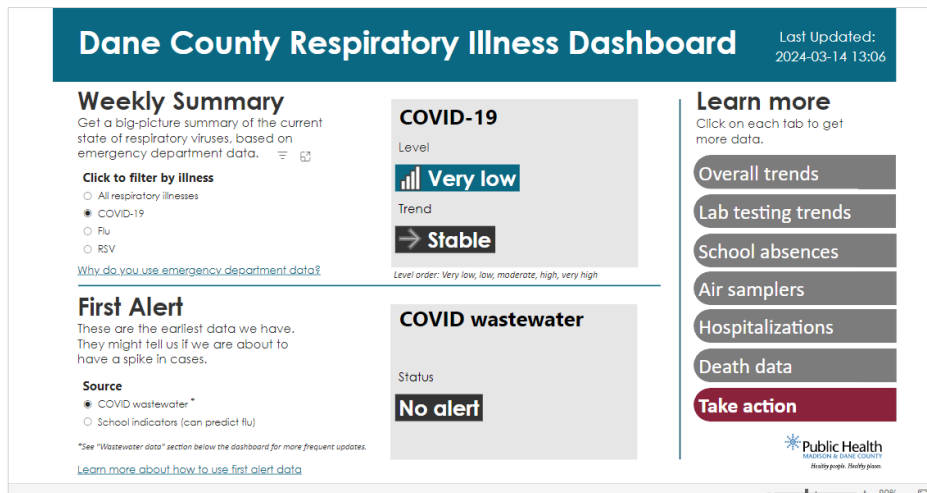 Dane County Respiratory Illness Dashboard
Last Updated:
2024-03-14 13:06
Weekly Summary
Get a big-picture summary of the current
state of respiratory viruses, based on
emergency department data.
Click to filter by illness
All respiratory illnesses
COVID-19
Flu
RSV
Why do you use emergency department data?
COVID-19
Level
Very low
Trend
Stable
Level order: Very low, low, moderate, high, very high
First Alert
These are the earliest data we have.
They might tell us if we are about to
have a spike in cases.
Source
COVID wastewater *
School indicators (can predict flu)
*See "Wastewater data" section below the dashboard for more frequent updates.
Learn more about how to use first alert data
COVID wastewater
Status
No alert
Learn more
Click on each tab to get
more data.
Overall trends
Lab testing trends
School absences
Air samplers
Hospitalizations
Death data
Take action
Public Health
MADISON & DANE COUNTY
Healthy people. Healthy places.